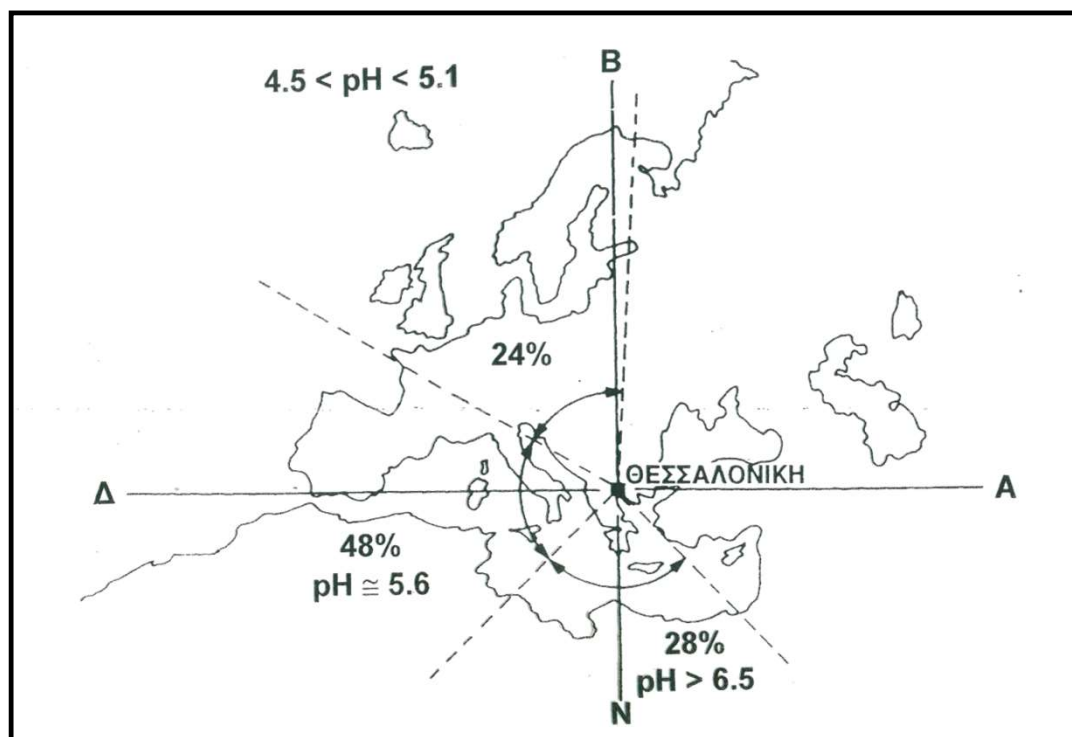 B
4.5 < pH < 5.1
24%
ΘΕΣΣΑΛΟΝΙΚΗ
Δ
Α
48%
pH ≅ 5.6
28%
pH > 6.5
Ν